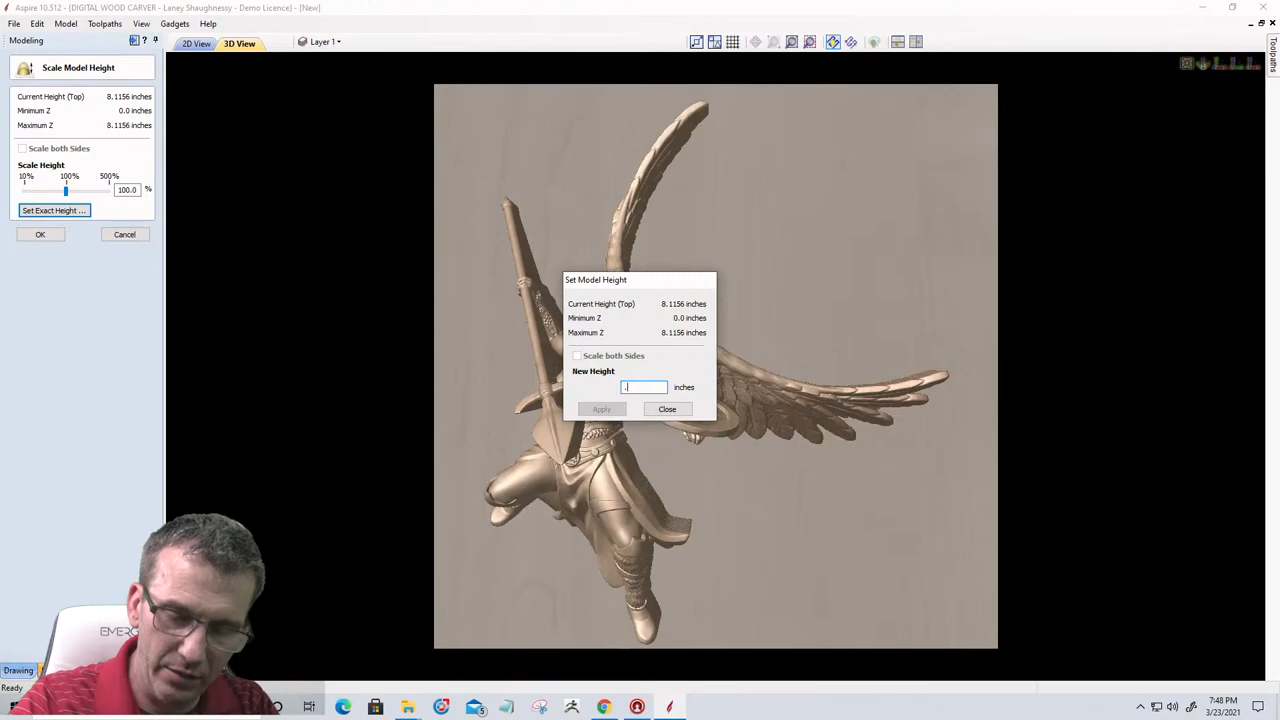 Aspire 10.512 - (DIGITAL WOOD CARVER - Laney Shaughnessy - Demo Licence) - [New]
File Edit Model Toolpaths View Gadgets Help
Modeling
2D View 3D View Layer 1
Toolpaths
Scale Model Height
Current Height (Top) 8.1156 inches
Minimum Z 0.0 inches
Maximum Z 8.1156 inches
Scale both Sides
Scale Height
10% 100% 500%
100.0 %
Set Exact Height ...
OK Cancel
Set Model Height
Current Height (Top) 8.1156 inches
Minimum Z 0.0 inches
Maximum Z 8.1156 inches
Scale both Sides
New Height
. inches
Apply Close
EMERG
Drawing
Ready
5
7:48 PM
3/23/2021